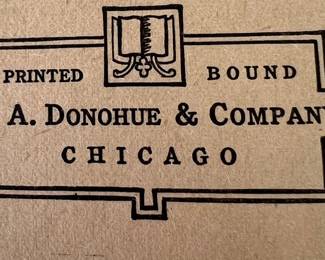 PRINTED BOUND
A. DONOHUE & COMPAN
CHICAGO